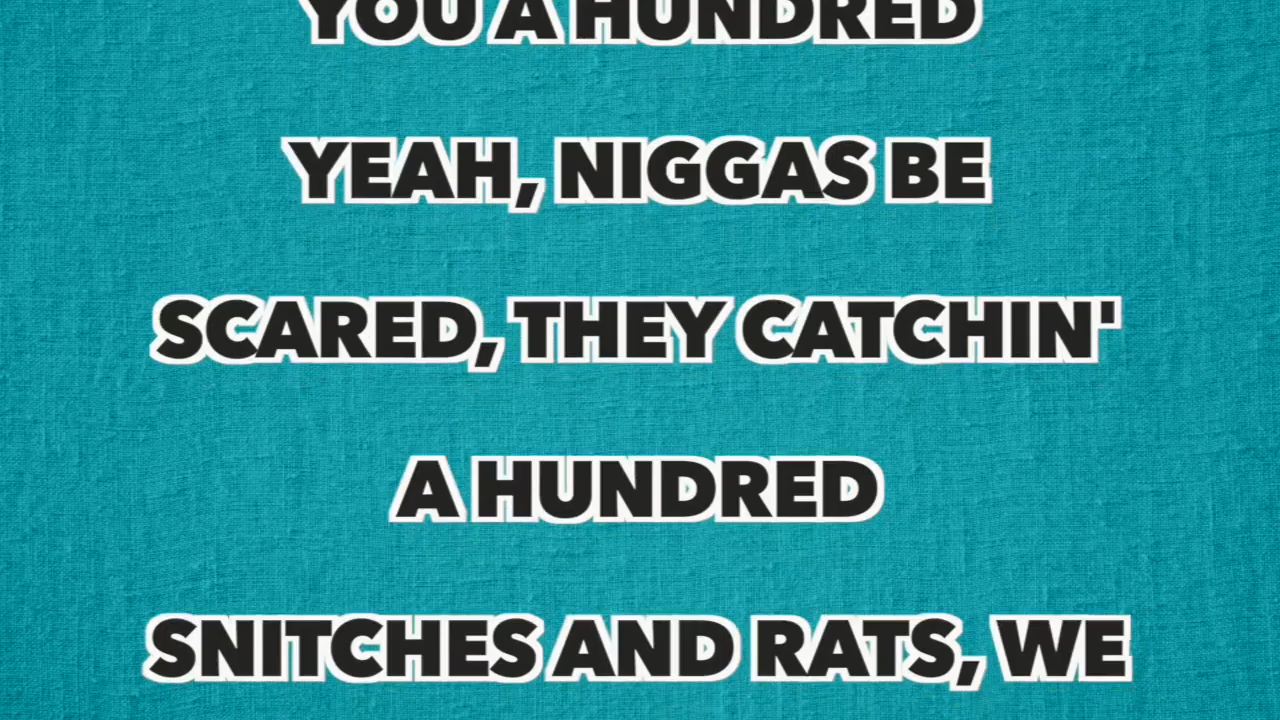 YOU A HUNDRED
YEAH, NIGGAS BE
SCARED, THEY CATCHIN'
A HUNDRED
SNITCHES AND RATS, WE